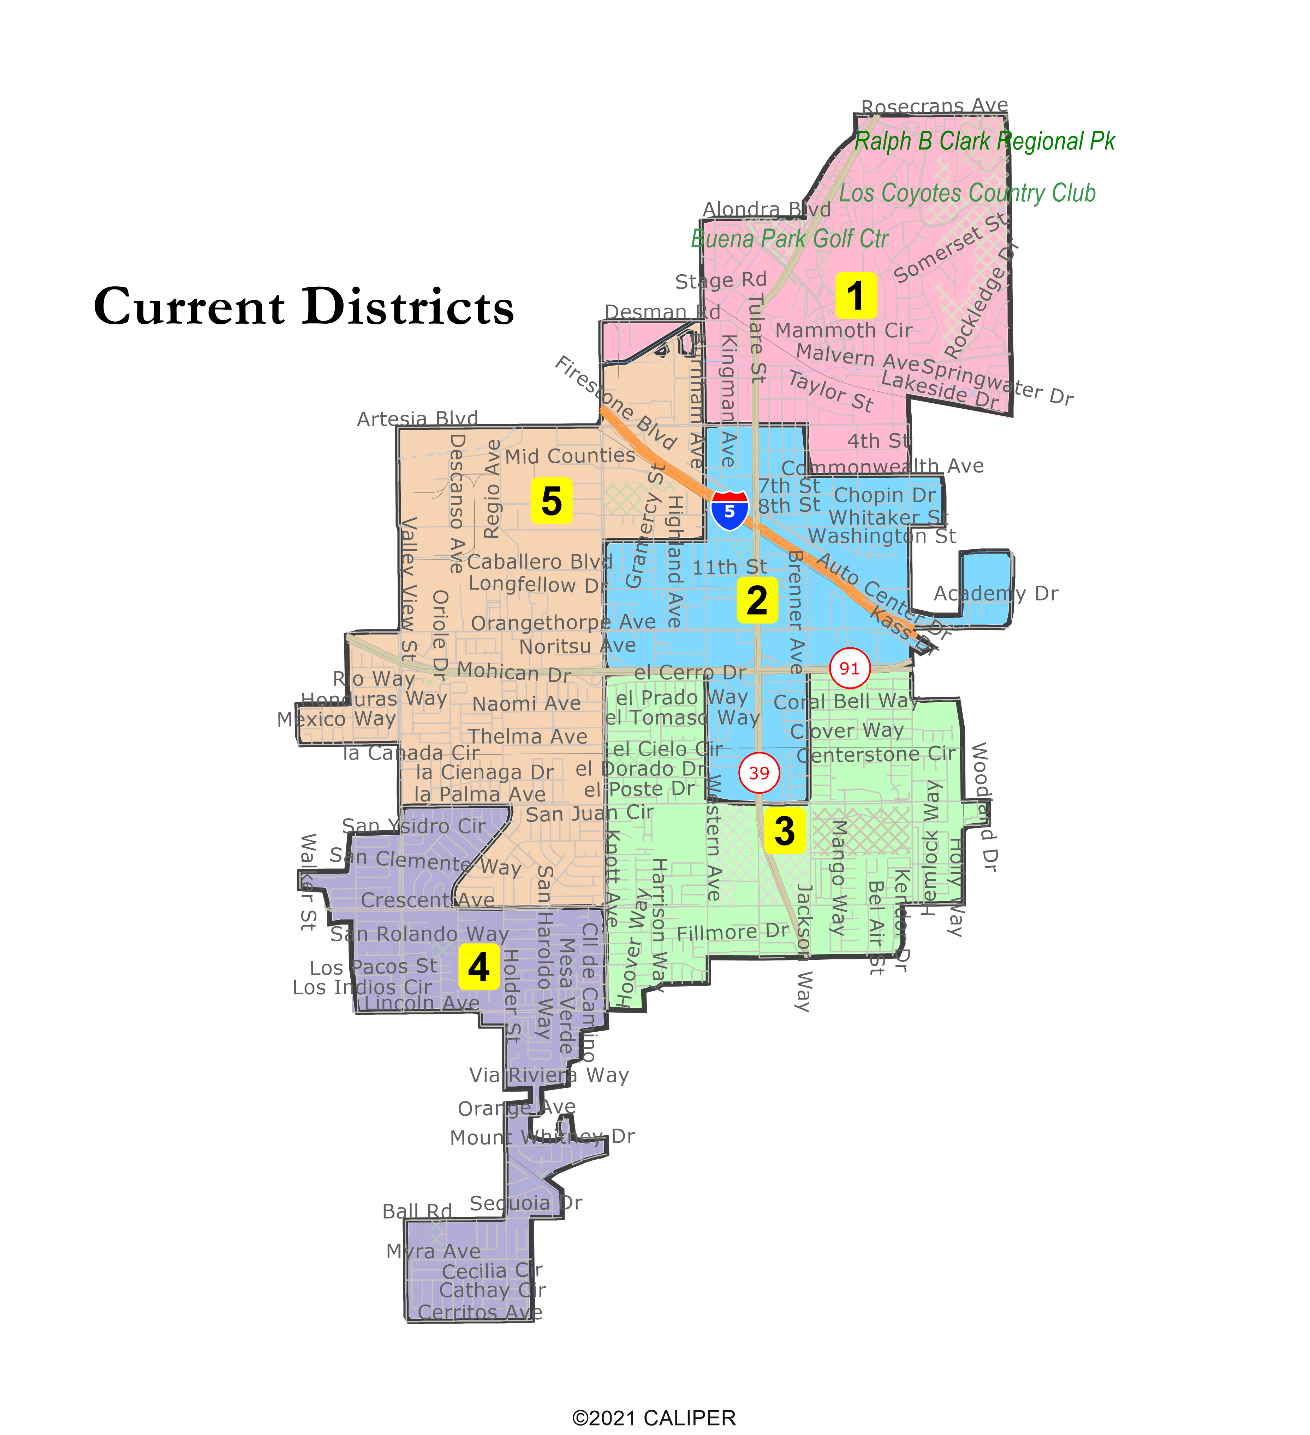 Rosecrans Ave
Ralph B Clark Regional Pk
Los Coyotes Country Club
Alondra Blvd
Buena Park Golf Ctr
Somerset St
Stage Rd
Rockledge Dr
1
Current Districts
Desman Rd
Tulare St
Mammoth Cir
Kingman Ave
Malvern Ave
Springwater Dr
Firestone Blvd
Taylor St
Lakeside Dr
Artesia Blvd
4th St
Descanso Ave
Regio Ave
Mid Counties
Commonwealth Ave
7th St
Chopin Dr
5
Gramercy St
Highland Ave
8th St
5
Whitaker St
Washington St
Valley View St
Caballero Blvd
11th St
Brenner Ave
Auto Center Dr
Longfellow Dr
2
Academy Dr
Oriole Dr
Orangethorpe Ave
Kass Dr
Noritsu Ave
Mohican Dr
el Cerro Dr
91
Rio Way
Honduras Way
Naomi Ave
el Prado Way
Coral Bell Way
Mexico Way
el Tomaso Way
Thelma Ave
Clover Way
la Canada Cir
el Cielo Cir
Centerstone Cir
la Cienaga Dr
el Dorado Dr
39
Woodland Dr
la Palma Ave
el Poste Dr
Western Ave
Hemlock Way
San Juan Cir
San Ysidro Cir
3
Walker St
San Clemente Way
Knott Ave
Mango Way
Holly Way
Crescent Ave
San Haroldo Way
Harrison Way
Jackson Way
Bel Air St
San Rolando Way
Hoover Way
Fillmore Dr
Mesa Verde
Cll de Camino
Los Pacos St
4
Holder St
Los Indios Cir
Lincoln Ave
Via Riviera Way
Orange Ave
Mount Whitney Dr
Sequoia Dr
Ball Rd
Myra Ave
Cecilia Cir
Cathay Cir
Cerritos Ave
©2021 CALIPER